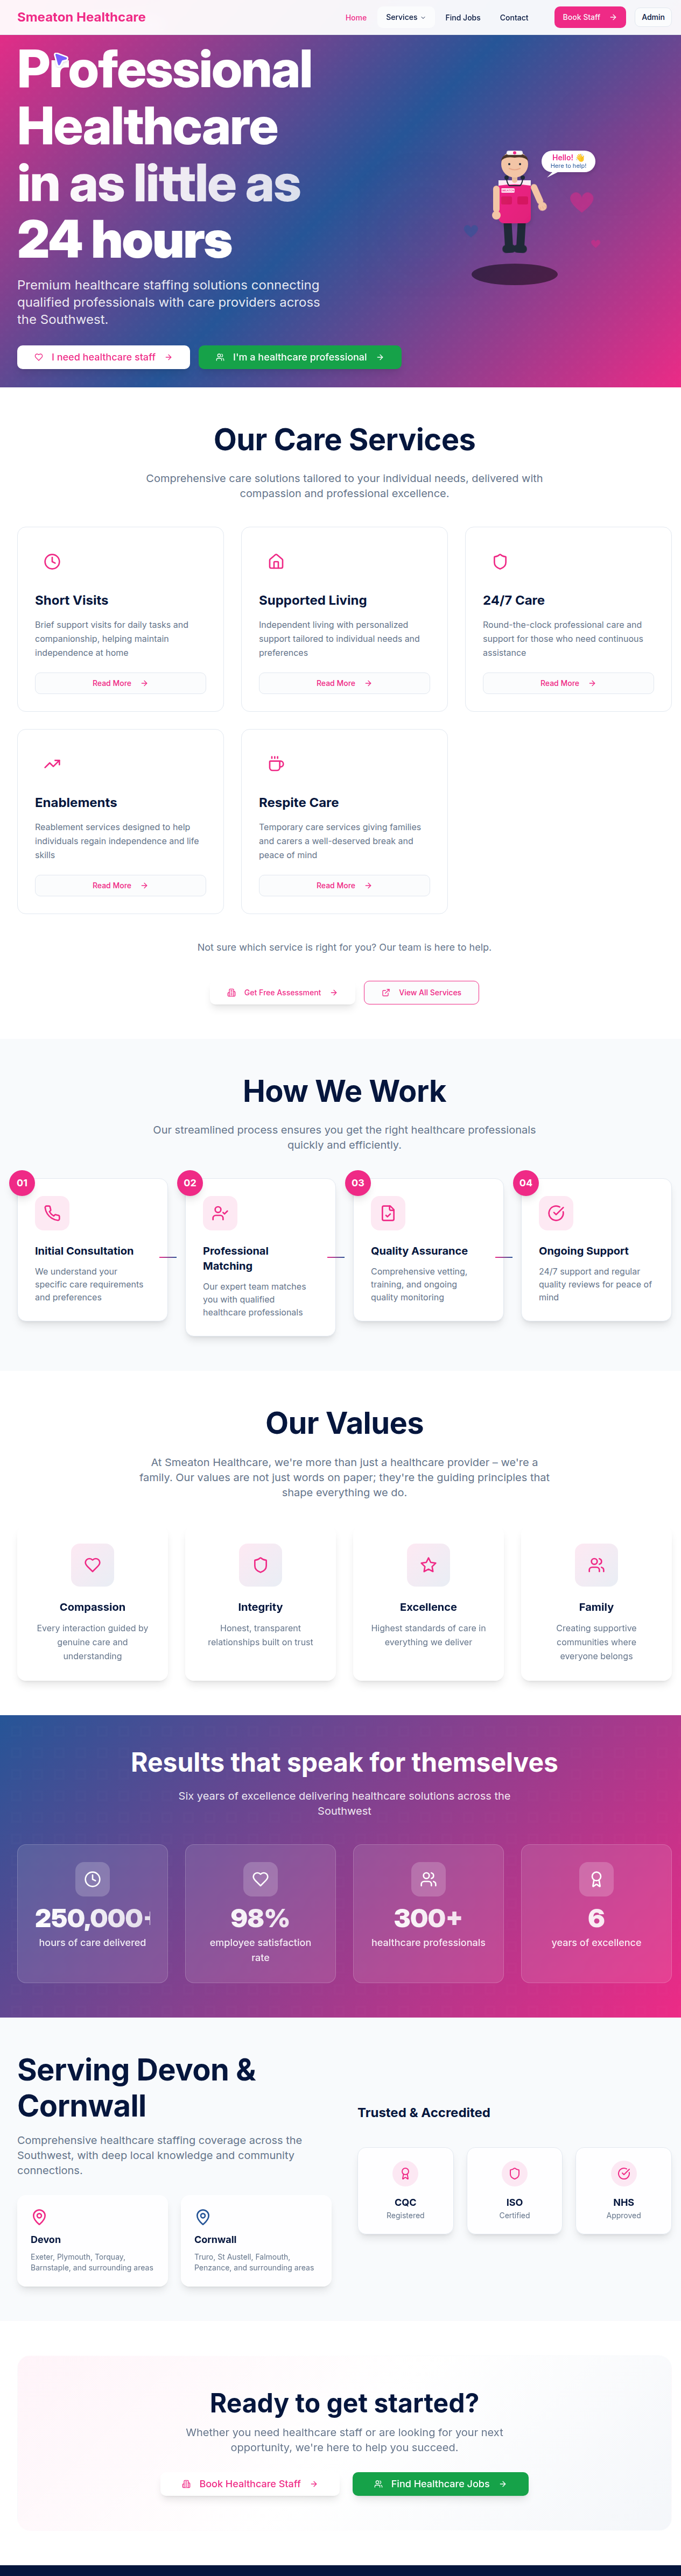 Smeaton Healthcare
Home
Services
Find Jobs
Contact
Book Staff
Admin
Professional
Healthcare
in as little as
24 hours
Premium healthcare staffing solutions connecting
qualified professionals with care providers across
the Southwest.
I need healthcare staff
I'm a healthcare professional
Hello! 👋
Here to help!
Our Care Services
Comprehensive care solutions tailored to your individual needs, delivered with
compassion and professional excellence.
Short Visits
Brief support visits for daily tasks and
companionship, helping maintain
independence at home
Read More
Supported Living
Independent living with personalized
support tailored to individual needs and
preferences
Read More
24/7 Care
Round-the-clock professional care and
support for those who need continuous
assistance
Read More
Enablements
Reablement services designed to help
individuals regain independence and life
skills
Read More
Respite Care
Temporary care services giving families
and carers a well-deserved break and
peace of mind
Read More
Not sure which service is right for you? Our team is here to help.
Get Free Assessment
View All Services
How We Work
Our streamlined process ensures you get the right healthcare professionals
quickly and efficiently.
01
Initial Consultation
We understand your
specific care requirements
and preferences
02
Professional
Matching
Our expert team matches
you with qualified
healthcare professionals
03
Quality Assurance
Comprehensive vetting,
training, and ongoing
quality monitoring
04
Ongoing Support
24/7 support and regular
quality reviews for peace of
mind
Our Values
At Smeaton Healthcare, we're more than just a healthcare provider – we're a
family. Our values are not just words on paper; they're the guiding principles that
shape everything we do.
Compassion
Every interaction guided by
genuine care and
understanding
Integrity
Honest, transparent
relationships built on trust
Excellence
Highest standards of care in
everything we deliver
Family
Creating supportive
communities where
everyone belongs
Results that speak for themselves
Six years of excellence delivering healthcare solutions across the
Southwest
250,000+
hours of care delivered
98%
employee satisfaction
rate
300+
healthcare professionals
6
years of excellence
Serving Devon &
Cornwall
Comprehensive healthcare staffing coverage across the
Southwest, with deep local knowledge and community
connections.
Devon
Exeter, Plymouth, Torquay,
Barnstaple, and surrounding areas
Cornwall
Truro, St Austell, Falmouth,
Penzance, and surrounding areas
Trusted & Accredited
CQC
Registered
ISO
Certified
NHS
Approved
Ready to get started?
Whether you need healthcare staff or are looking for your next
opportunity, we're here to help you succeed.
Book Healthcare Staff
Find Healthcare Jobs